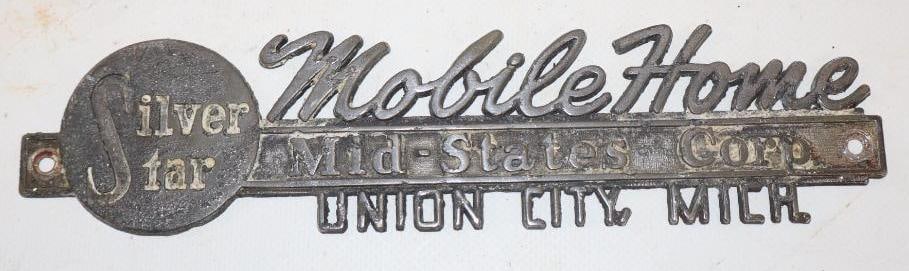 Silver
Star
Mobile Home
Mid-States Corp
UNION CITY, MICH.